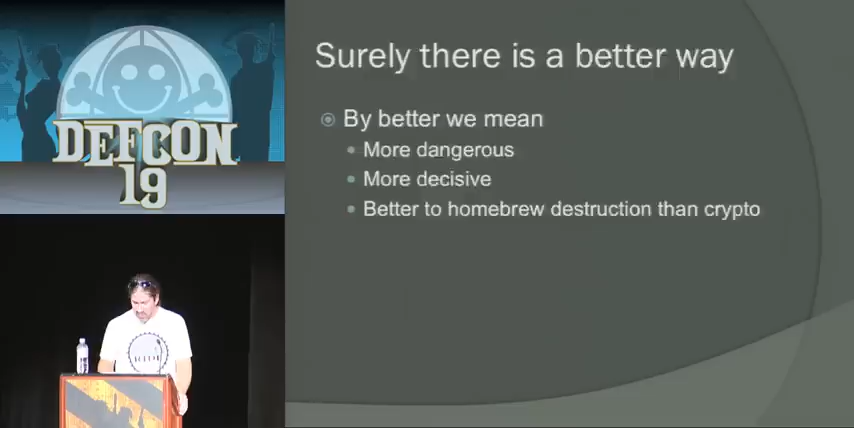 DEFCON
19
Surely there is a better way
By better we mean
More dangerous
More decisive
Better to homebrew destruction than crypto